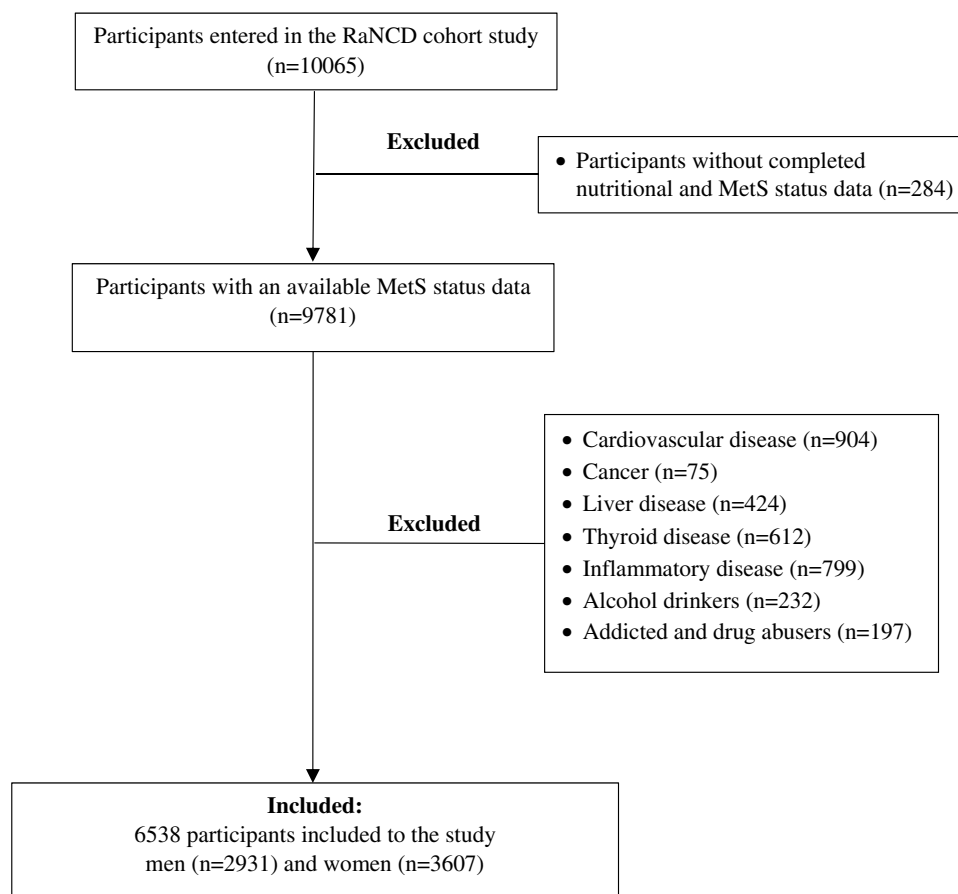 Participants entered in the RaNCD cohort study
(n=10065)
Excluded
• Participants without completed
nutritional and MetS status data (n=284)
Participants with an available MetS status data
(n=9781)
Excluded
• Cardiovascular disease (n=904)
• Cancer (n=75)
• Liver disease (n=424)
• Thyroid disease (n=612)
• Inflammatory disease (n=799)
• Alcohol drinkers (n=232)
• Addicted and drug abusers (n=197)
Included:
6538 participants included to the study
men (n=2931) and women (n=3607)